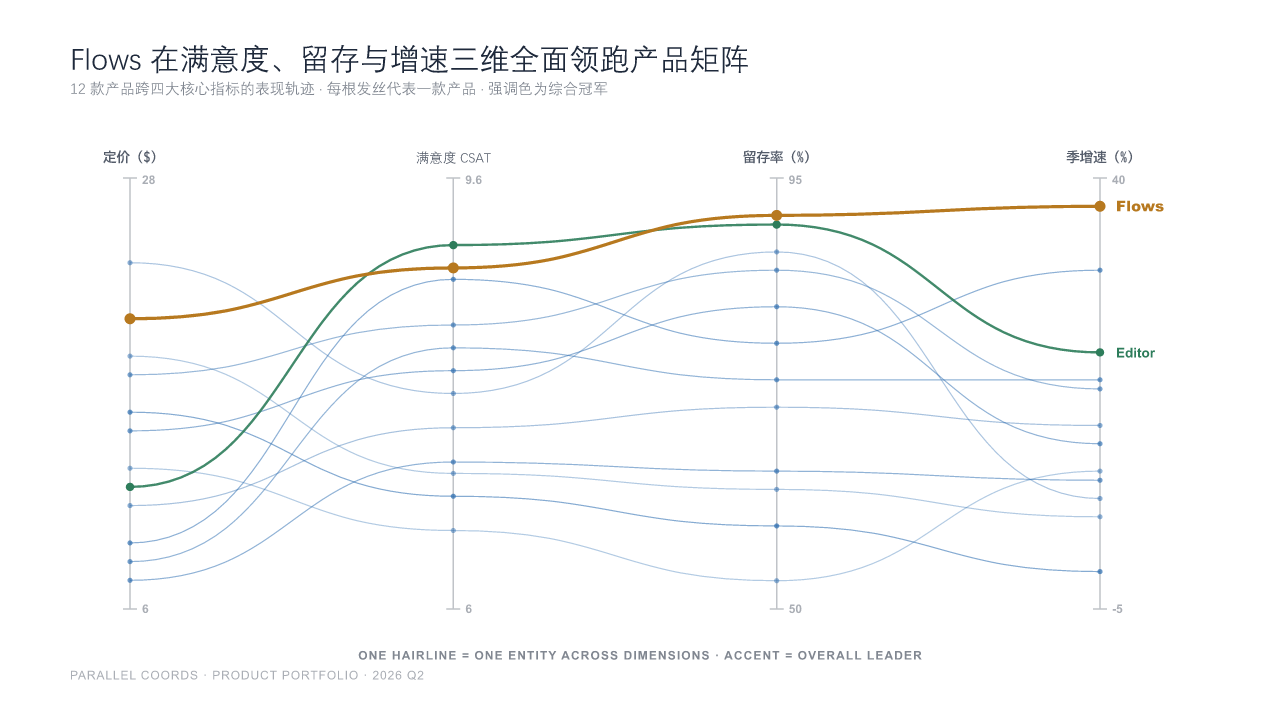 Flows 在满意度、留存与增速三维全面领跑产品矩阵
12 款产品跨四大核心指标的表现轨迹 · 每根发丝代表一款产品 · 强调色为综合冠军
定价（$） 满意度 CSAT 留存率（%） 季增速（%）
28 9.6 95 40
Flows
Editor
6 6 50 -5
ONE HAIRLINE = ONE ENTITY ACROSS DIMENSIONS · ACCENT = OVERALL LEADER
PARALLEL COORDS · PRODUCT PORTFOLIO · 2026 Q2